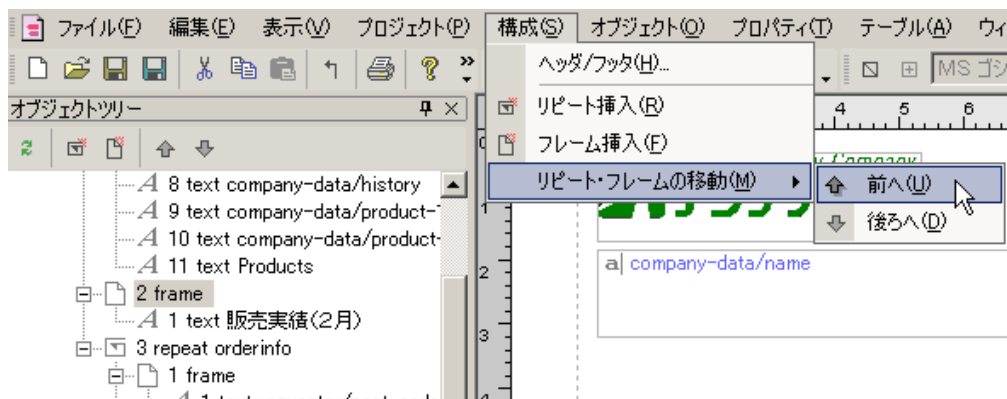 ファイル(F) 編集(E) 表示(V) プロジェクト(P) 構成(S) オブジェクト(O) プロパティ(T) テーブル(A) ウィ
ヘッダ/フッタ(H)...
MS ゴシ
オブジェクトツリー
リピート挿入(R)
4 5 6
フレーム挿入(F)
リピート・フレームの移動(M)
前へ(U)
後ろへ(D)
8 text company-data/history
9 text company-data/product-
10 text company-data/product-
11 text Products
2 frame
1 text 販売実績(2月)
3 repeat orderinfo
1 frame
0
1
2
3
a company-data/name